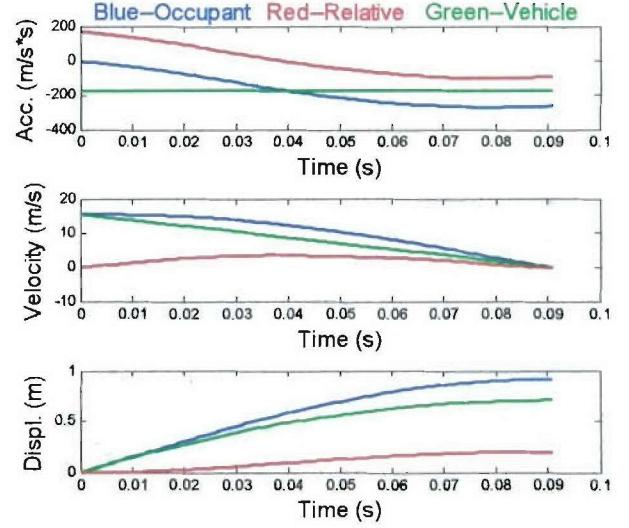 Blue–Occupant Red–Relative Green–Vehicle
Acc. (m/s*s)
200
0
-200
-400
0 0.01 0.02 0.03 0.04 0.05 0.06 0.07 0.08 0.09 0.1
Time (s)
Velocity (m/s)
20
10
0
-10
0 0.01 0.02 0.03 0.04 0.05 0.06 0.07 0.08 0.09 0.1
Time (s)
Displ. (m)
1
0.5
0
0 0.01 0.02 0.03 0.04 0.05 0.06 0.07 0.08 0.09 0.1
Time (s)